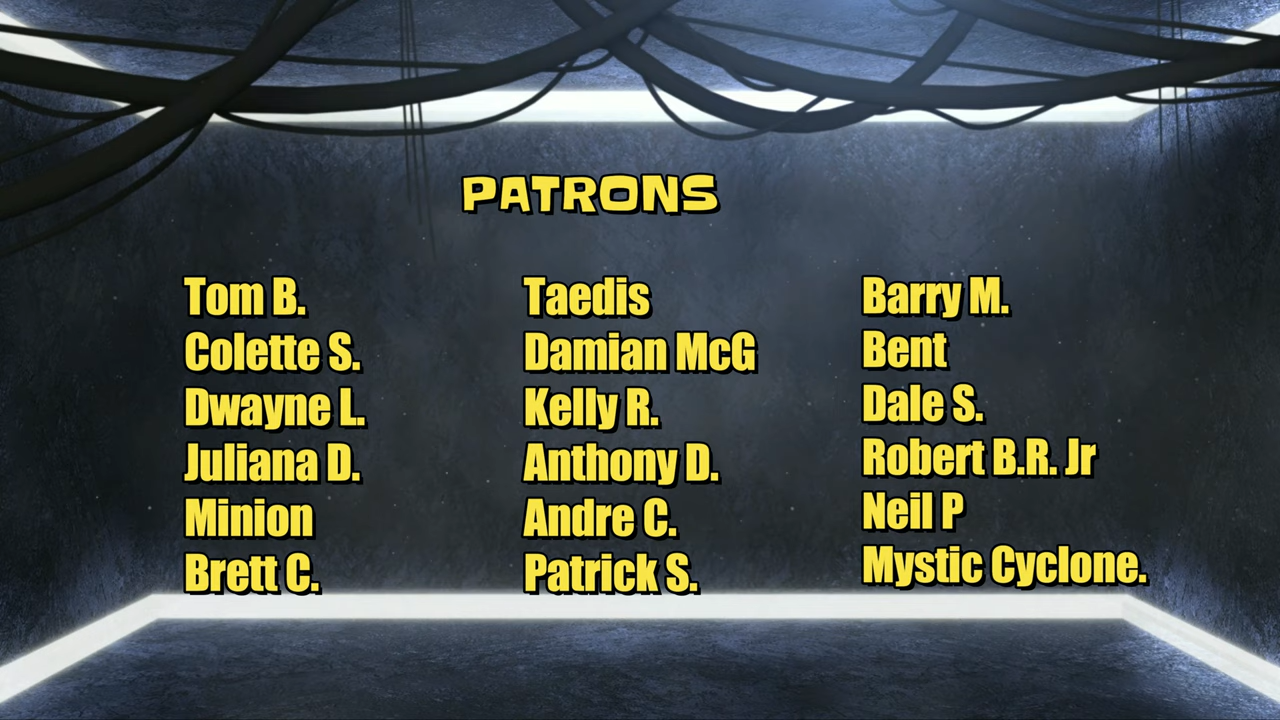 PATRONS
Tom B.
Colette S.
Dwayne L.
Juliana D.
Minion
Brett C.
Taedis
Damian McG
Kelly R.
Anthony D.
Andre C.
Patrick S.
Barry M.
Bent
Dale S.
Robert B.R. Jr
Neil P
Mystic Cyclone.